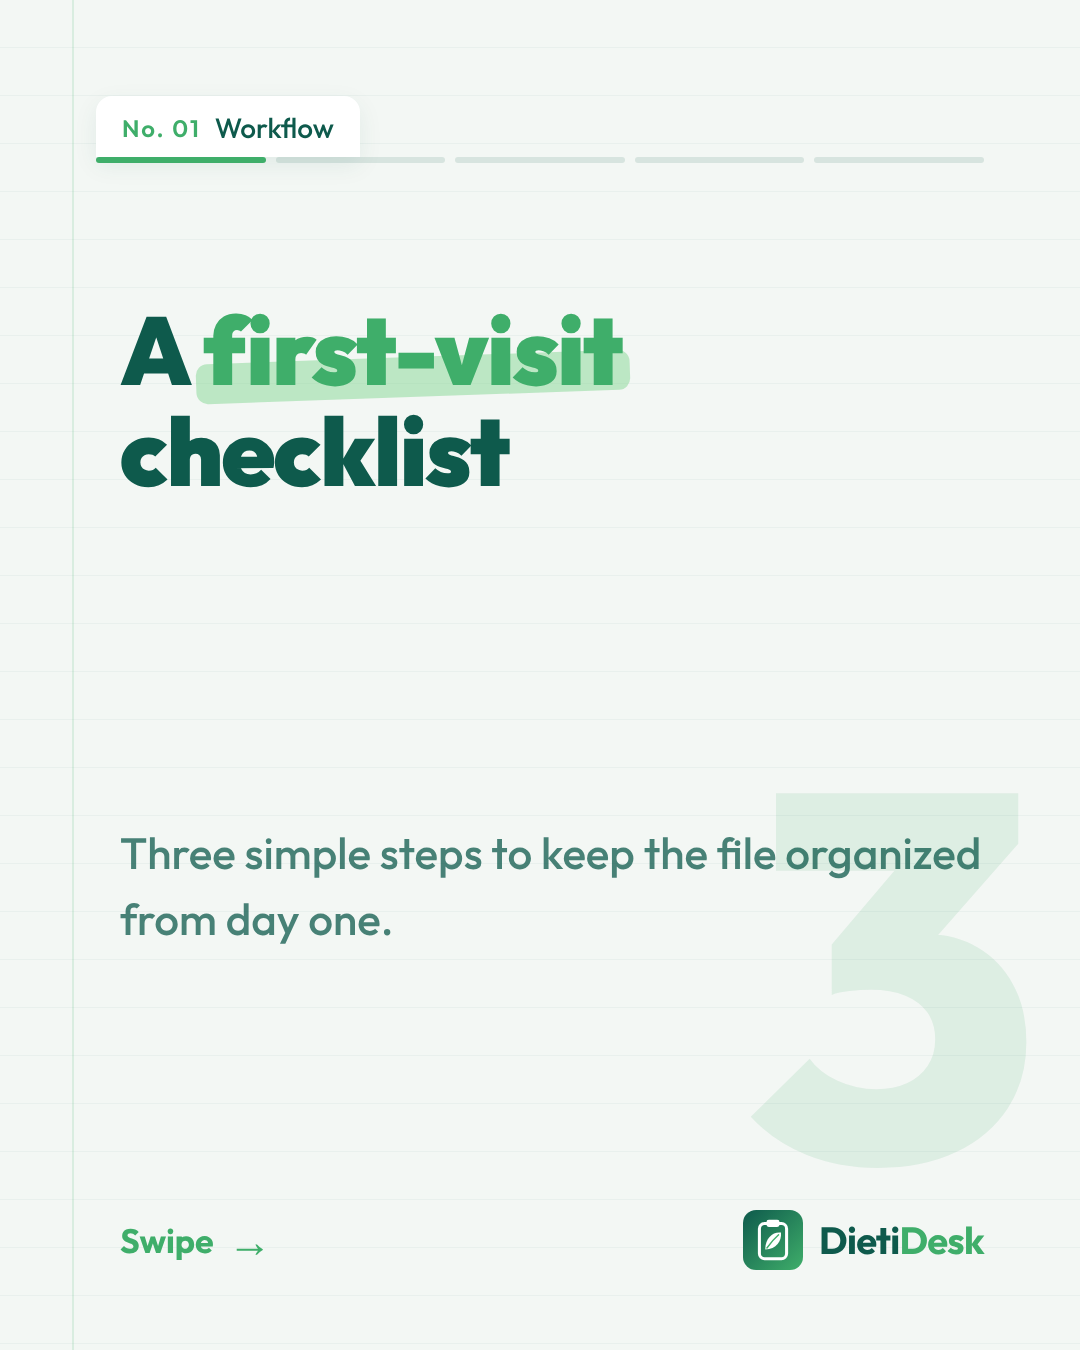 No. 01 Workflow
A first-visit
checklist
3
Three simple steps to keep the file organized
from day one.
Swipe →
DietiDesk